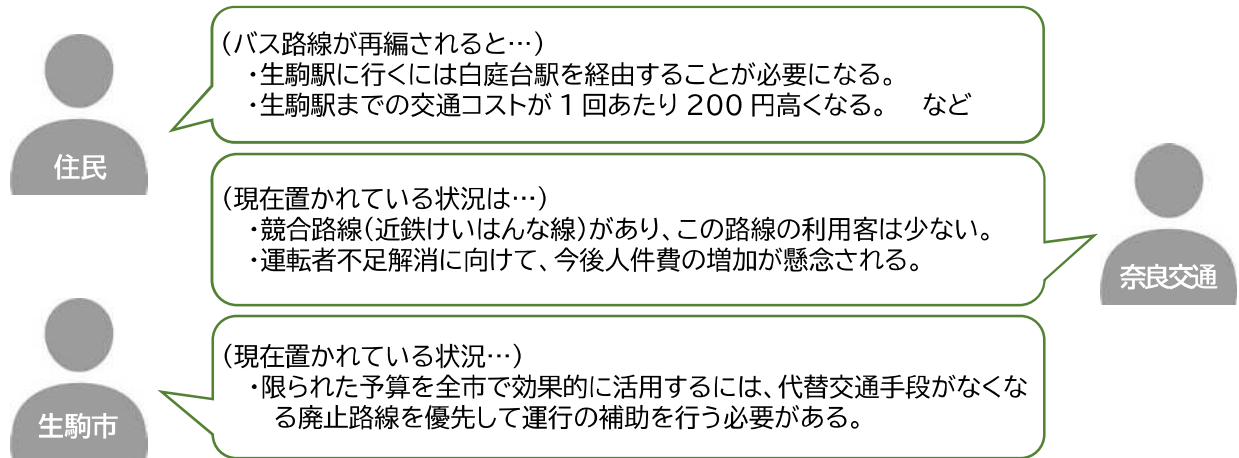 (バス路線が再編されると…)
・生駒駅に行くには白庭台駅を経由することが必要になる。
・生駒駅までの交通コストが1回あたり200円高くなる。 など
住民
(現在置かれている状況は…)
・競合路線(近鉄けいはんな線)があり、この路線の利用客は少ない。
・運転者不足解消に向けて、今後人件費の増加が懸念される。
奈良交通
(現在置かれている状況…)
・限られた予算を全市で効果的に活用するには、代替交通手段がなくな
る廃止路線を優先して運行の補助を行う必要がある。
生駒市